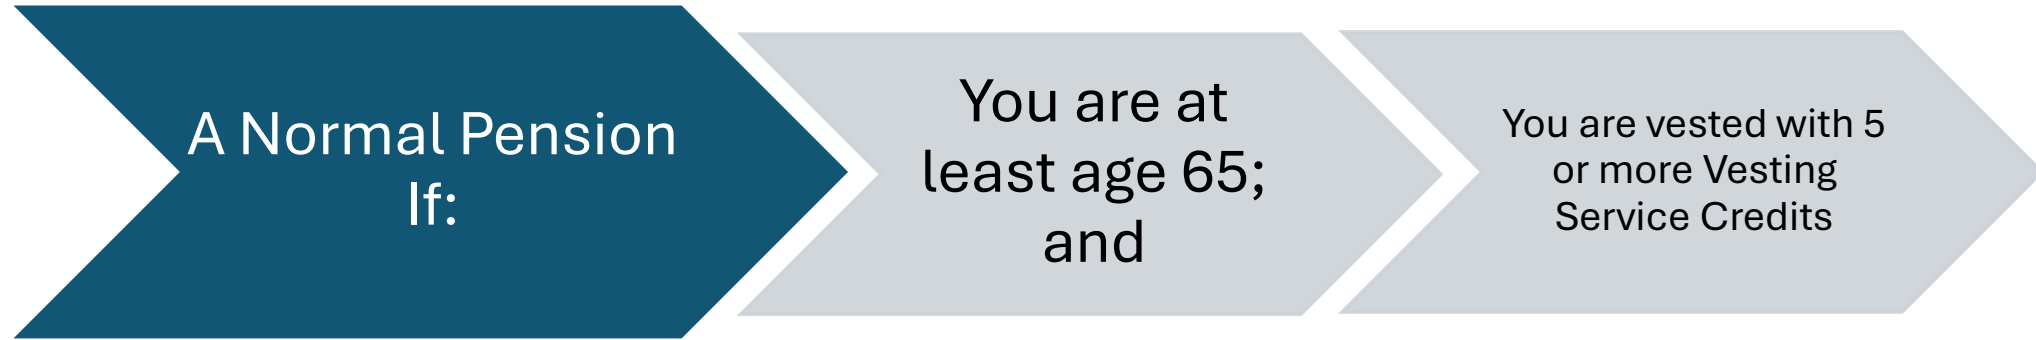 A Normal Pension
If:
You are at
least age 65;
and
You are vested with 5
or more Vesting
Service Credits